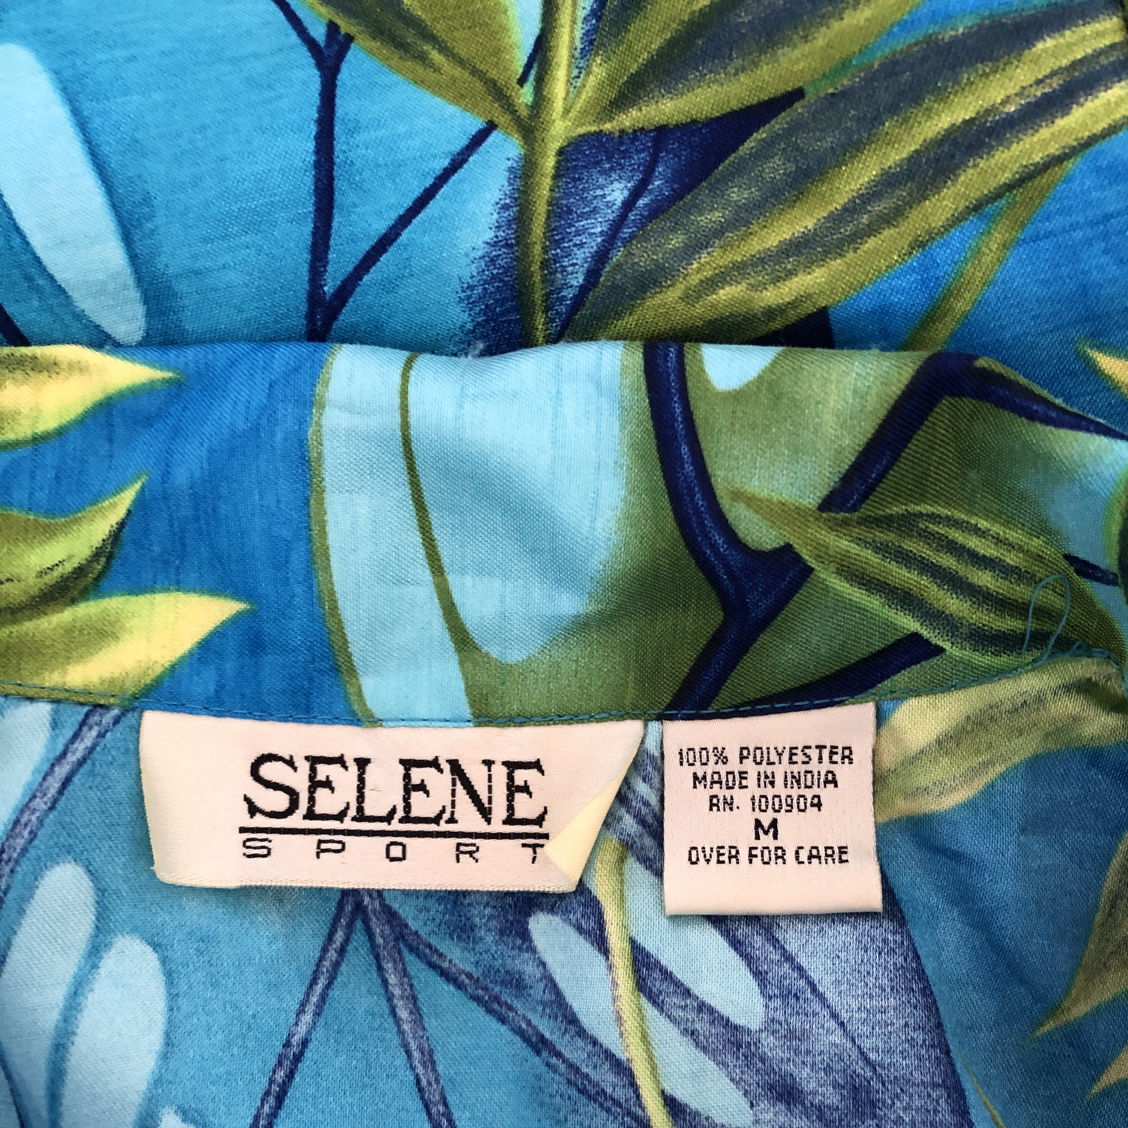 SELENE
SPORT
100% POLYESTER
MADE IN INDIA
RN. 100904
M
OVER FOR CARE